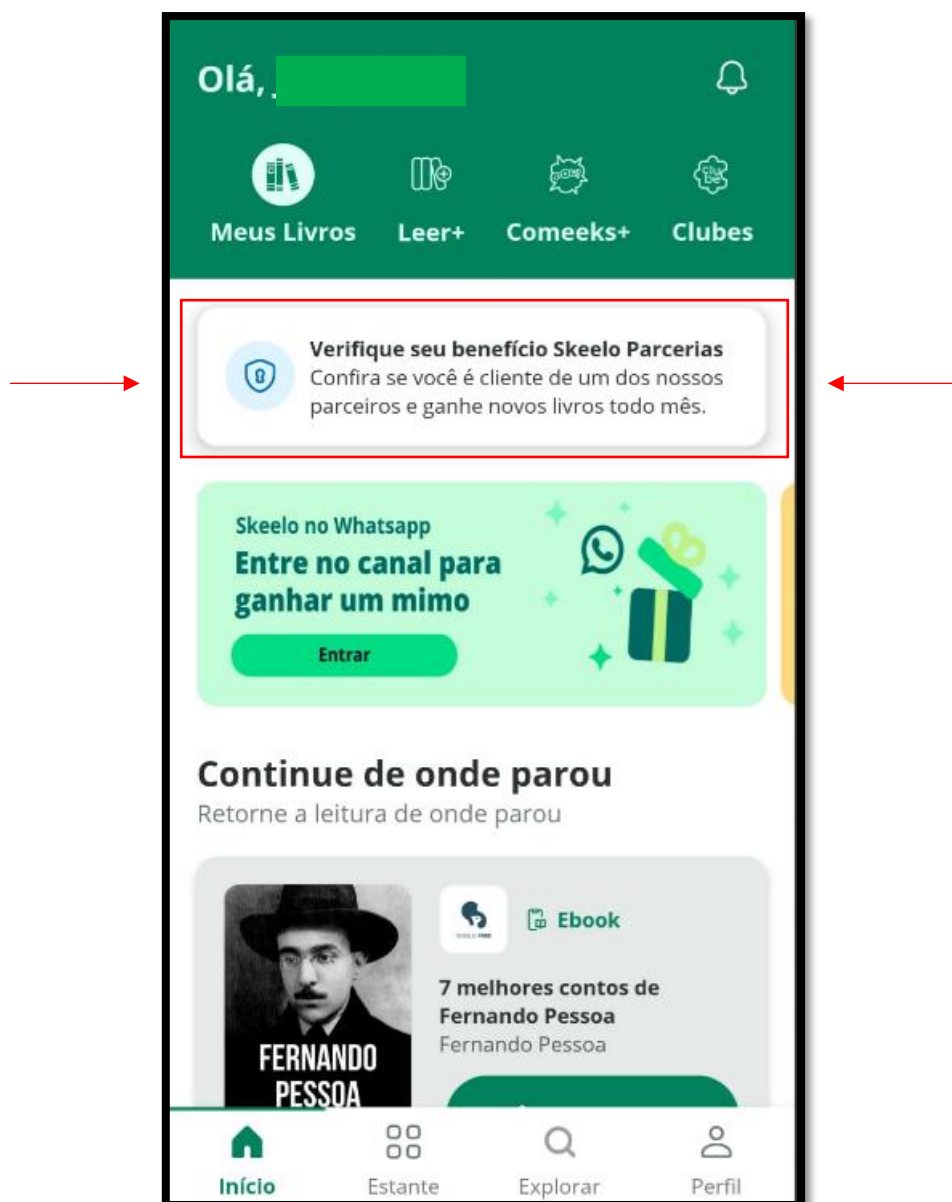 Olá,
Meus Livros
Leer+
Comeeks+
Clubes
Verifique seu benefício Skeelo Parcerias
Confira se você é cliente de um dos nossos
parceiros e ganhe novos livros todo mês.
Skeelo no Whatsapp
Entre no canal para
ganhar um mimo
Entrar
Continue de onde parou
Retorne a leitura de onde parou
Ebook
7 melhores contos de
Fernando Pessoa
Fernando Pessoa
FERNANDO
PESSOA
Início
Estante
Explorar
Perfil